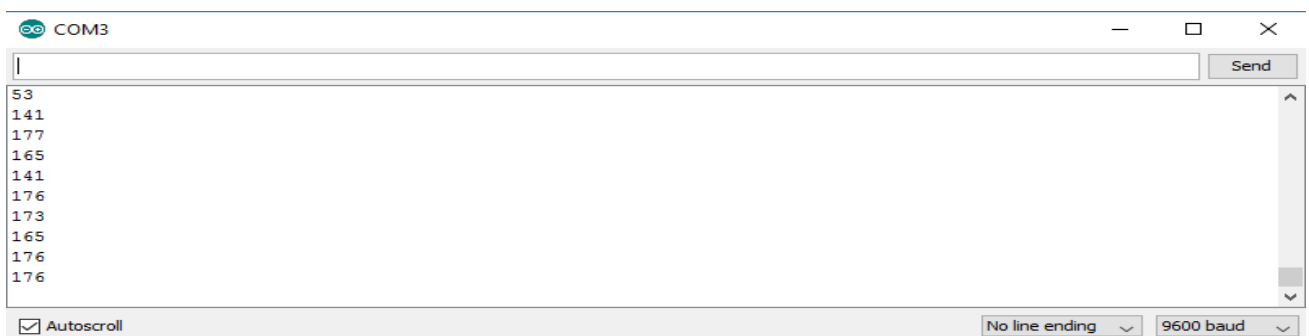 COM3
Send
53
141
177
165
141
176
173
165
176
176
Autoscroll
No line ending
9600 baud